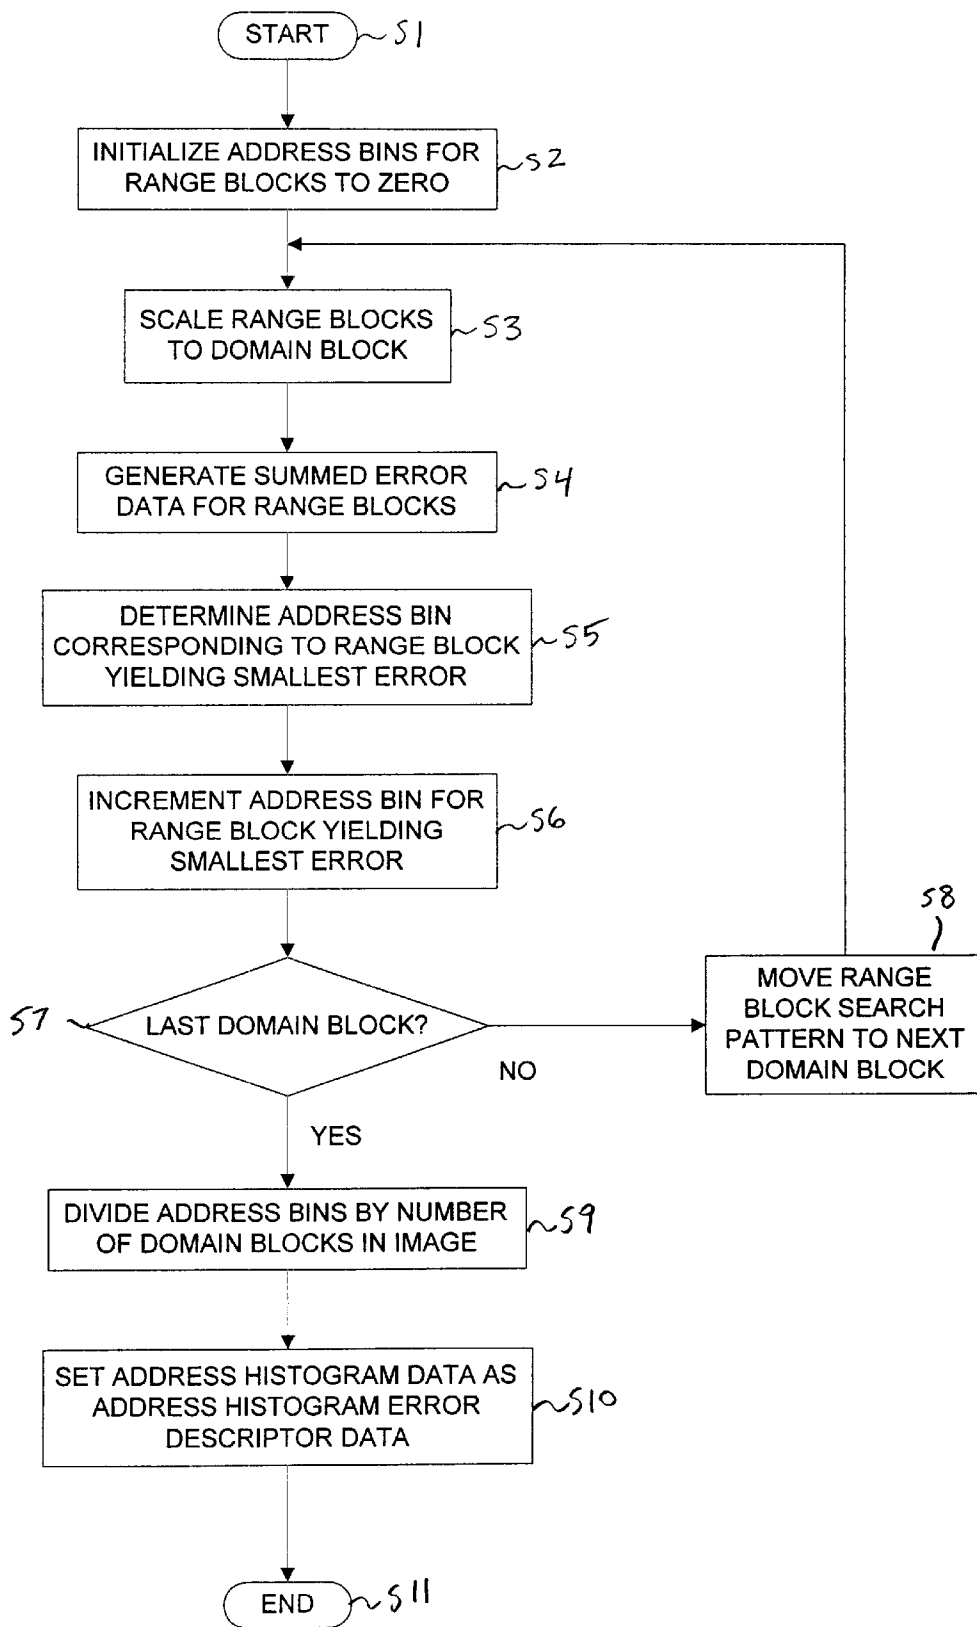 START
S1
INITIALIZE ADDRESS BINS FOR
RANGE BLOCKS TO ZERO
S2
SCALE RANGE BLOCKS
TO DOMAIN BLOCK
S3
GENERATE SUMMED ERROR
DATA FOR RANGE BLOCKS
S4
DETERMINE ADDRESS BIN
CORRESPONDING TO RANGE BLOCK
YIELDING SMALLEST ERROR
S5
INCREMENT ADDRESS BIN FOR
RANGE BLOCK YIELDING
SMALLEST ERROR
S6
S7
LAST DOMAIN BLOCK?
NO
S8
MOVE RANGE
BLOCK SEARCH
PATTERN TO NEXT
DOMAIN BLOCK
YES
DIVIDE ADDRESS BINS BY NUMBER
OF DOMAIN BLOCKS IN IMAGE
S9
SET ADDRESS HISTOGRAM DATA AS
ADDRESS HISTOGRAM ERROR
DESCRIPTOR DATA
S10
END
S11